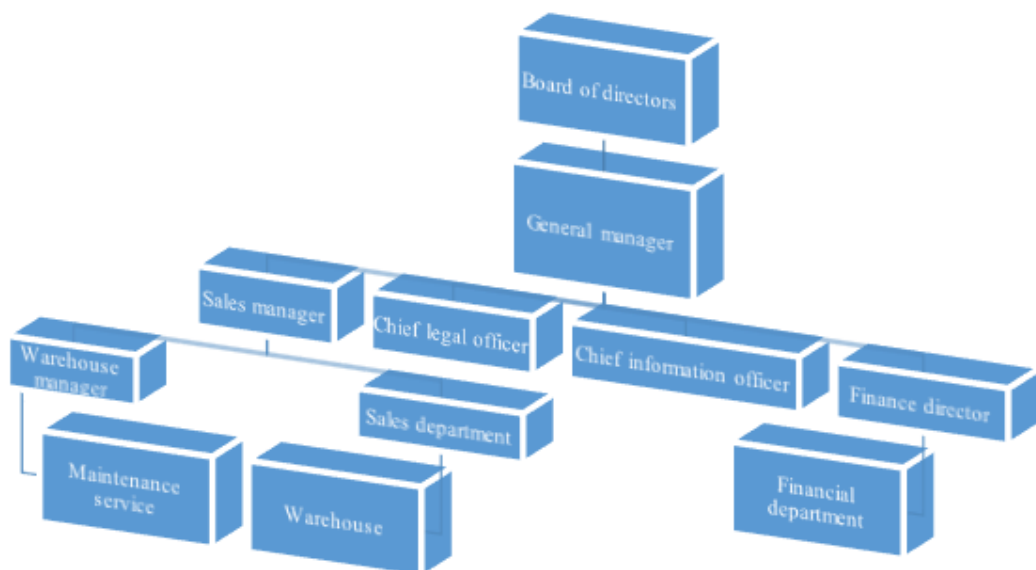 Board of directors
General manager
Sales manager
Chief legal officer
Chief information officer
Finance director
Warehouse
manager
Sales department
Maintenance
service
Warehouse
Financial
department